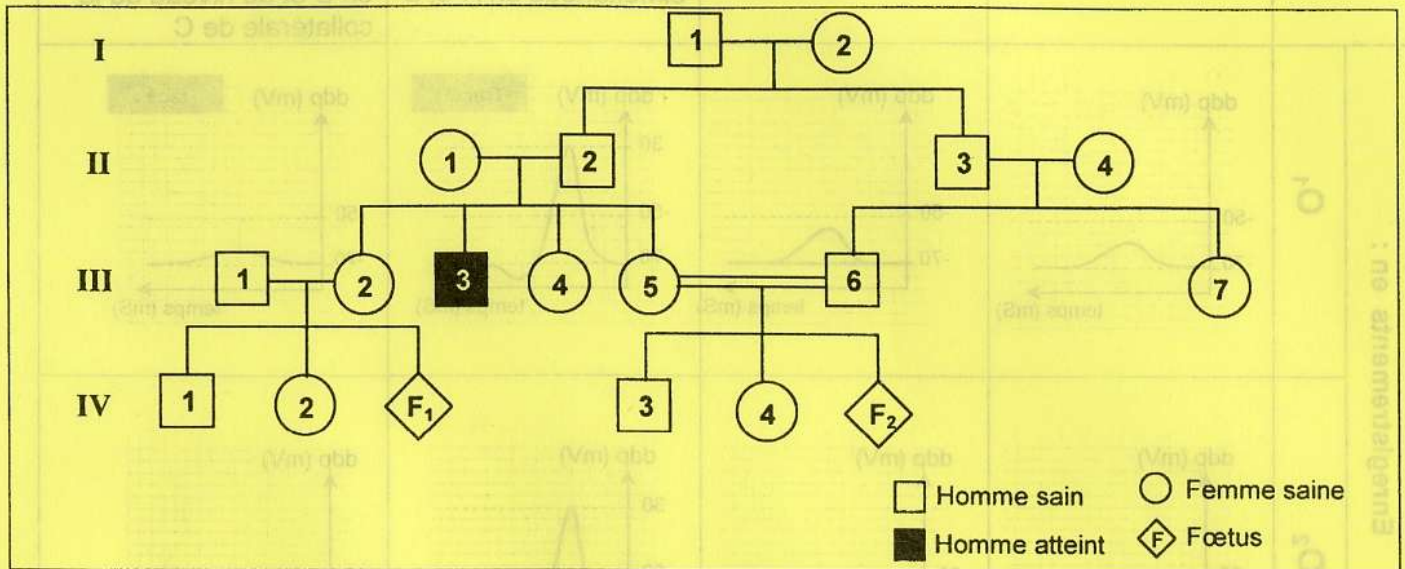 I 1 2
II 1 2 3 4
III 1 2 3 4 5 6 7
IV 1 2 F₁ 3 4 F₂
Homme sain Femme saine
Homme atteint F Fœtus